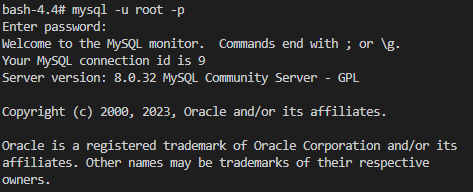 bash-4.4# mysql -u root -p
Enter password:
Welcome to the MySQL monitor.  Commands end with ; or \g.
Your MySQL connection id is 9
Server version: 8.0.32 MySQL Community Server - GPL

Copyright (c) 2000, 2023, Oracle and/or its affiliates.

Oracle is a registered trademark of Oracle Corporation and/or its
affiliates. Other names may be trademarks of their respective
owners.